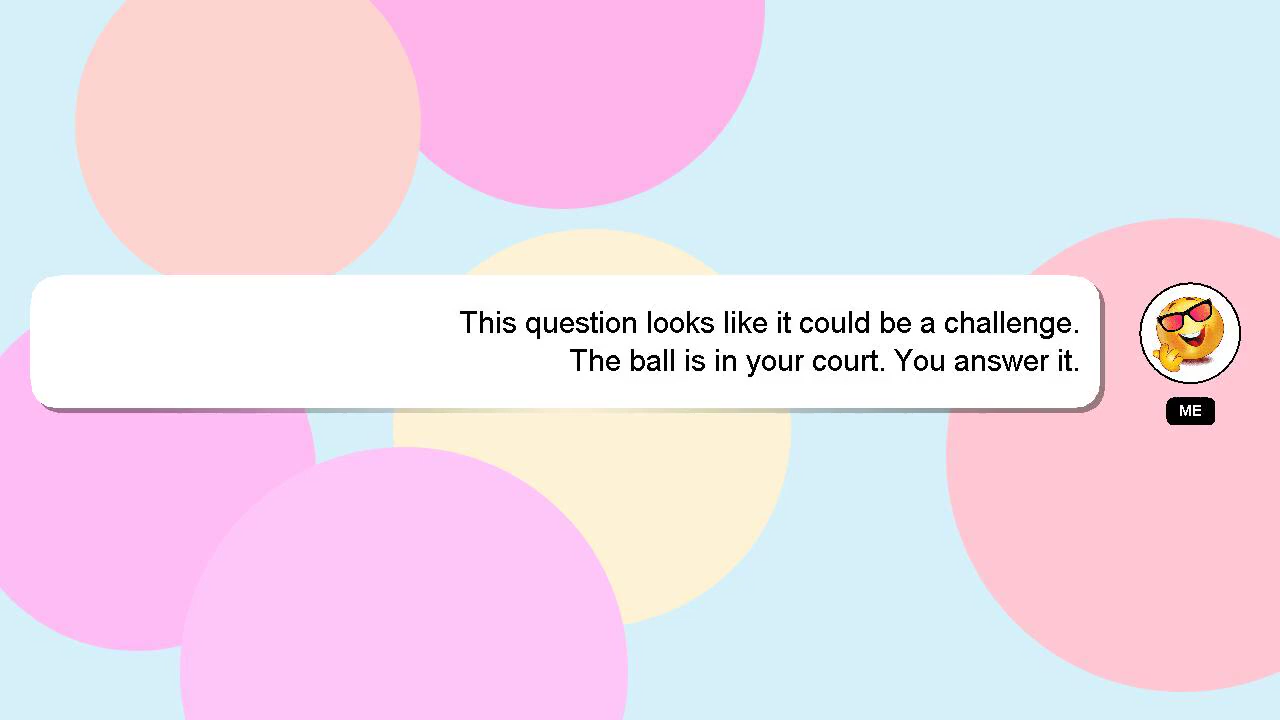 This question looks like it could be a challenge.
The ball is in your court. You answer it.
ME